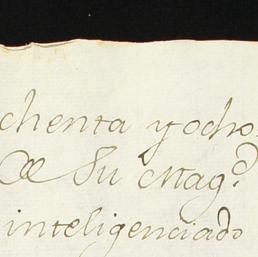 chenta y ocho
de Su Mag.d
inteligenciado